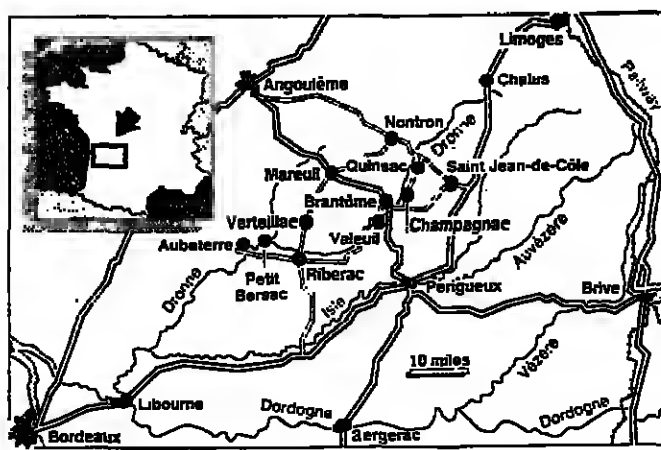 Limoges
Railway
Angoulême
Chalus
Nontron
Dronne
Mareuil
Quinsac
Saint Jean-de-Côle
Brantôme
Verteillac
Valeuil
Champagnac
Aubeterre
Auvézère
Petit
Bersac
Riberac
Dronne
Isle
Périgueux
Brive
10 miles
Vézère
Libourne
Dordogne
Dordogne
Bordeaux
Bergerac